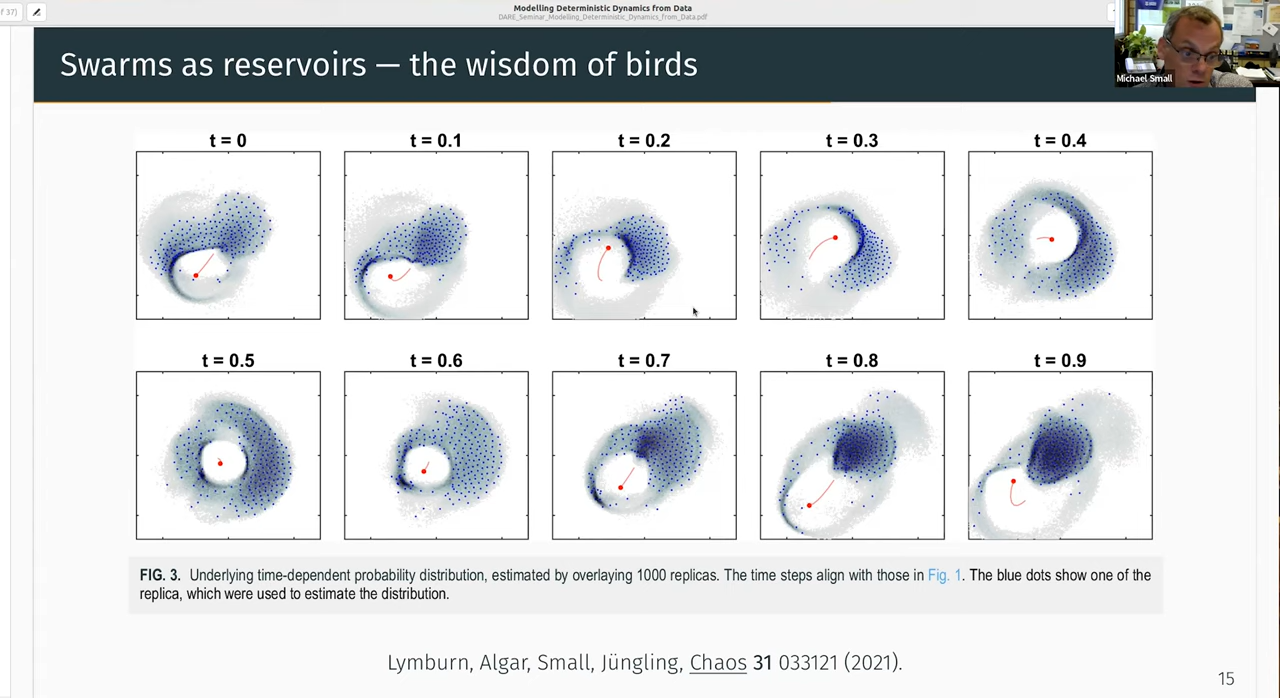 f 37)
Modelling Deterministic Dynamics from Data
DARE_Seminar_Modelling_Deterministic_Dynamics_from_Data.pdf
Michael Small
Swarms as reservoirs — the wisdom of birds
t = 0
t = 0.1
t = 0.2
t = 0.3
t = 0.4
t = 0.5
t = 0.6
t = 0.7
t = 0.8
t = 0.9
FIG. 3. Underlying time-dependent probability distribution, estimated by overlaying 1000 replicas. The time steps align with those in Fig. 1. The blue dots show one of the
replica, which were used to estimate the distribution.
Lymburn, Algar, Small, Jüngling, Chaos 31 033121 (2021).
15